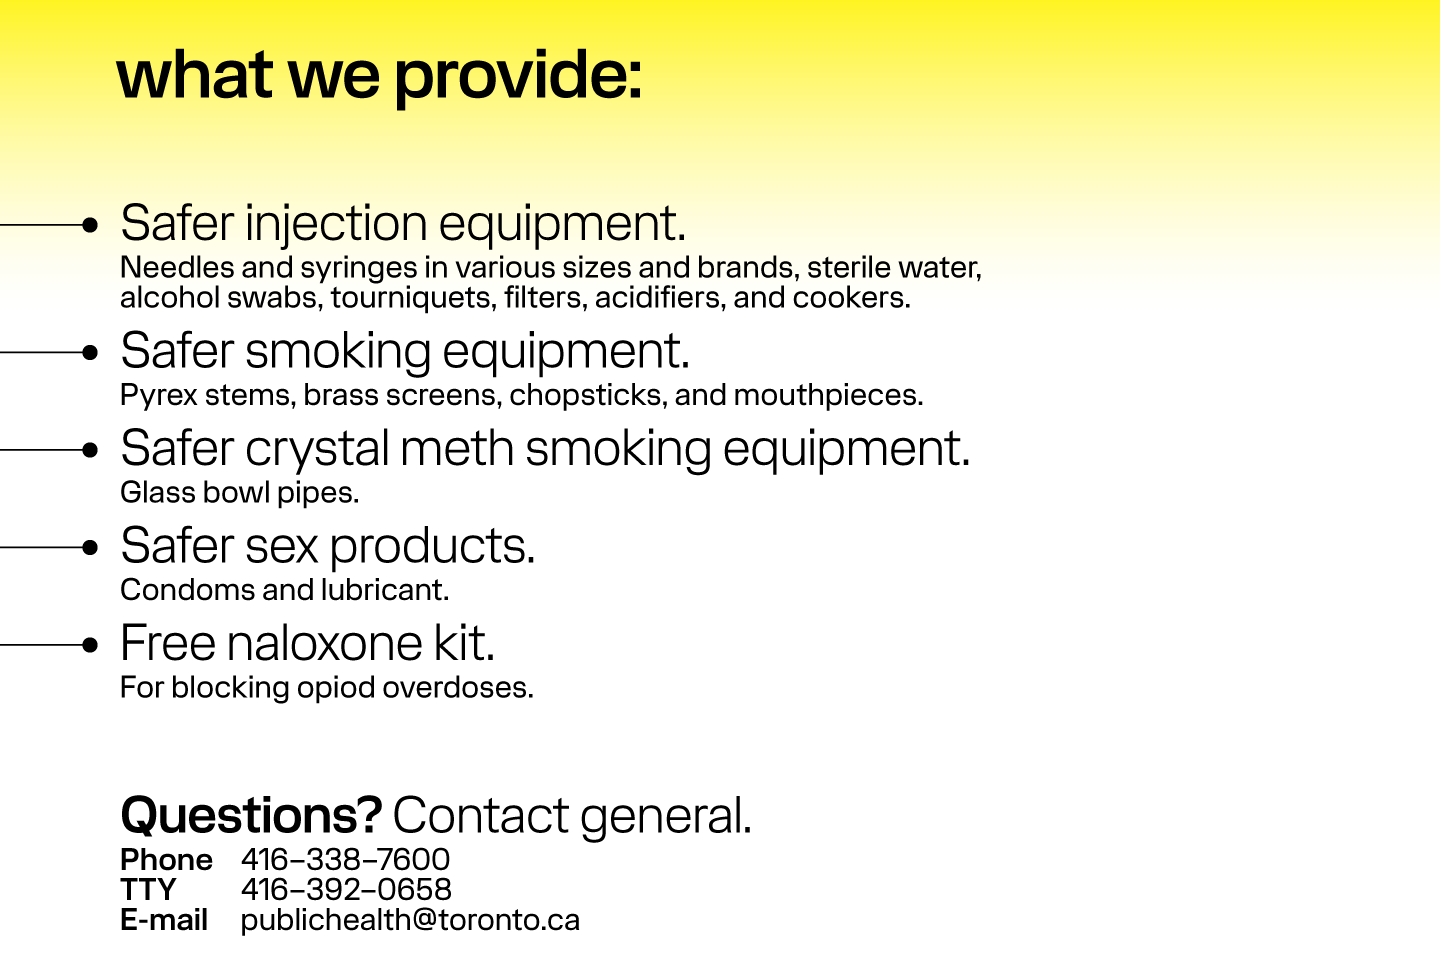 what we provide:
Safer injection equipment.
Needles and syringes in various sizes and brands, sterile water,
alcohol swabs, tourniquets, filters, acidifiers, and cookers.
Safer smoking equipment.
Pyrex stems, brass screens, chopsticks, and mouthpieces.
Safer crystal meth smoking equipment.
Glass bowl pipes.
Safer sex products.
Condoms and lubricant.
Free naloxone kit.
For blocking opiod overdoses.
Questions? Contact general.
Phone 416–338–7600
TTY 416–392–0658
E-mail publichealth@toronto.ca